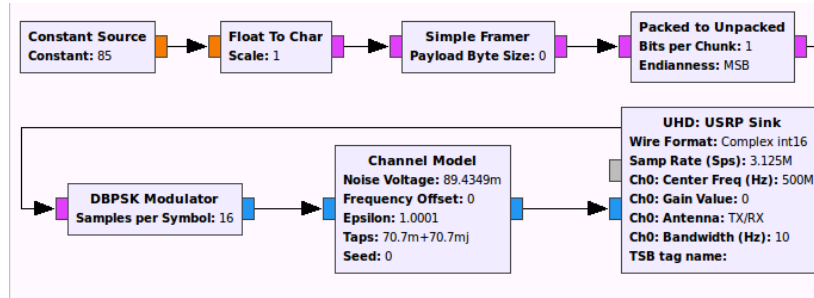 Constant Source
Constant: 85
Float To Char
Scale: 1
Simple Framer
Payload Byte Size: 0
Packed to Unpacked
Bits per Chunk: 1
Endianness: MSB
DBPSK Modulator
Samples per Symbol: 16
Channel Model
Noise Voltage: 89.4349m
Frequency Offset: 0
Epsilon: 1.0001
Taps: 70.7m+70.7mj
Seed: 0
UHD: USRP Sink
Wire Format: Complex int16
Samp Rate (Sps): 3.125M
Ch0: Center Freq (Hz): 500M
Ch0: Gain Value: 0
Ch0: Antenna: TX/RX
Ch0: Bandwidth (Hz): 10
TSB tag name: